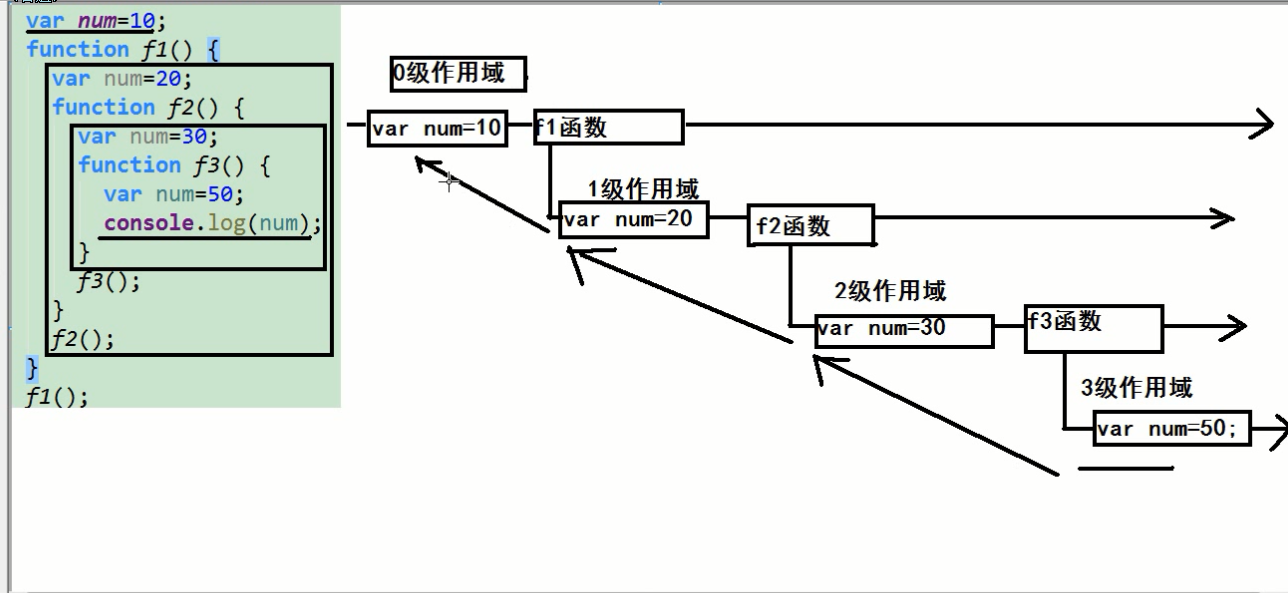 var num=10;
function f1() {
var num=20;
function f2() {
var num=30;
function f3() {
var num=50;
console.log(num);
}
f3();
}
f2();
}
f1();
0级作用域
var num=10
f1函数
1级作用域
var num=20
f2函数
2级作用域
var num=30
f3函数
3级作用域
var num=50;